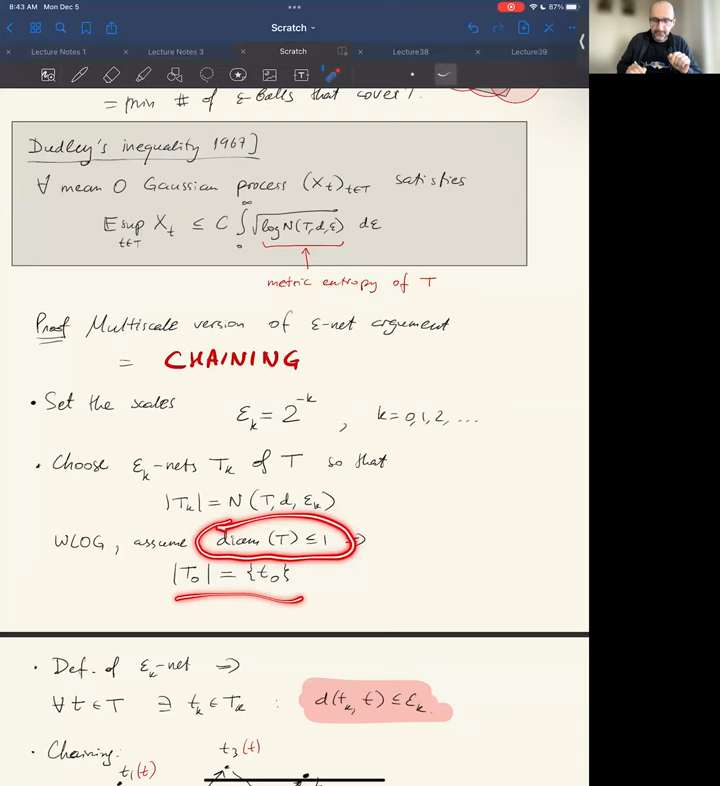 8:43 AM Mon Dec 5
87%
Scratch
Lecture Notes 1
Lecture Notes 3
Scratch
Lecture38
Lecture39
= min # of ε-balls that cover T.
Dudley's inequality 1967]
∀ mean 0 Gaussian process (X_t)_{t∈T} satisfies
E sup_{t∈T} X_t ≤ C ∫_0^∞ √log N(T,d,ε) dε
metric entropy of T
Proof Multiscale version of ε-net argument
= CHAINING
• Set the scales ε_k = 2^{-k}, k = 0,1,2, ...
• Choose ε_k-nets T_k of T so that
|T_k| = N(T,d,ε_k)
WLOG, assume diam(T) ≤ 1 ⇒
|T_0| = {t_0}
• Def. of ε_k-net ⇒
∀ t ∈ T ∃ t_k ∈ T_k : d(t_k, t) ≤ ε_k.
• Chaining:
t_3(t)
t_1(t)